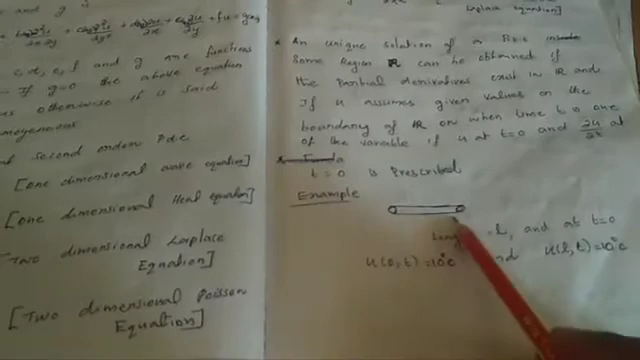 and g
c, d, e, f and g are functions
If g=0 the above equation
otherwise it is said
second order Pde
[one dimensional wave equation]
[one dimensional Heat equation]
[Two dimensional Laplace
Equation]
[Two dimensional Poisson
Equation]
Laplace equation]
* An unique solution of a P.d.e in
Some Region R can be obtained if
the Partial derivatives exist in R and
If u assumes given values on the
boundary of R or when time t is one
of the variable if u at t=0 and ∂u/∂t at
t=0 is Prescribed
Example
l, and at t=0
u(0,t)=10°c and u(l,t)=10°c